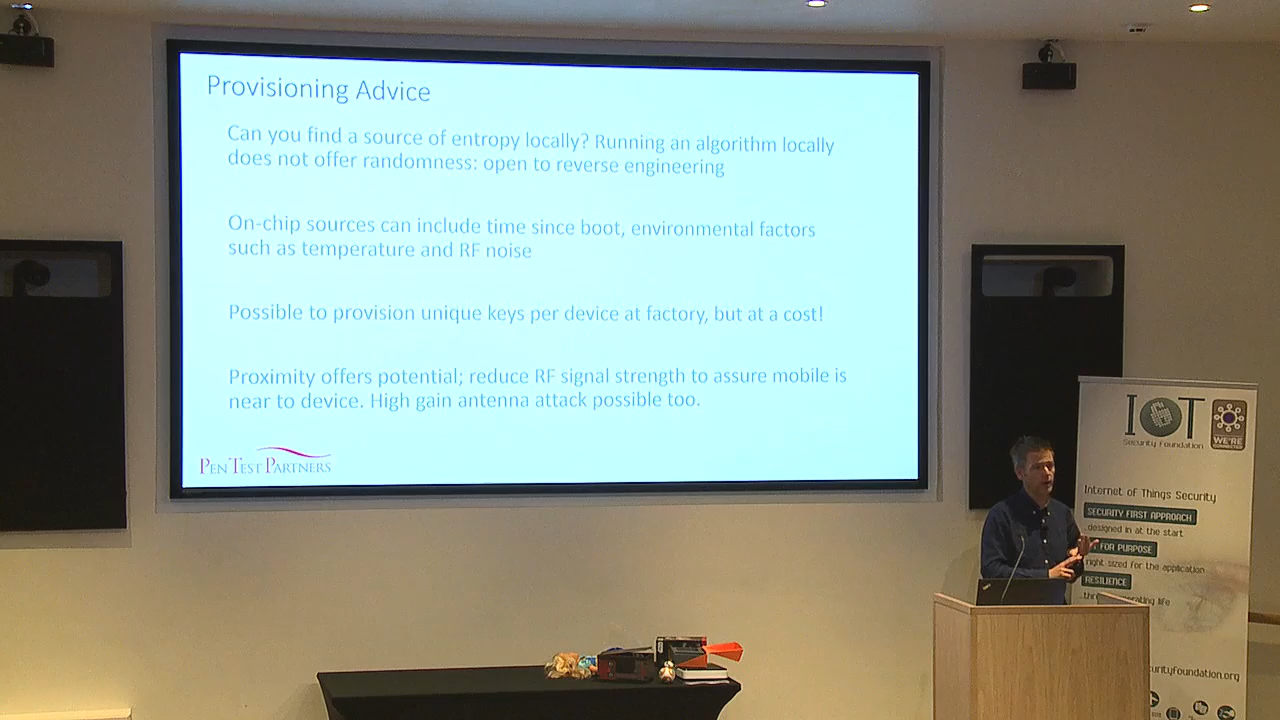 Provisioning Advice
Can you find a source of entropy locally? Running an algorithm locally
does not offer randomness: open to reverse engineering
On-chip sources can include time since boot, environmental factors
such as temperature and RF noise
Possible to provision unique keys per device at factory, but at a cost!
Proximity offers potential; reduce RF signal strength to assure mobile is
near to device. High gain antenna attack possible too.
PEN TEST PARTNERS
IOT
Security Foundation
WE'RE
CONNECTED
Internet of Things Security
SECURITY FIRST APPROACH
designed in at the start
FOR PURPOSE
right sized for the application
RESILIENCE
life
curityfoundation.org